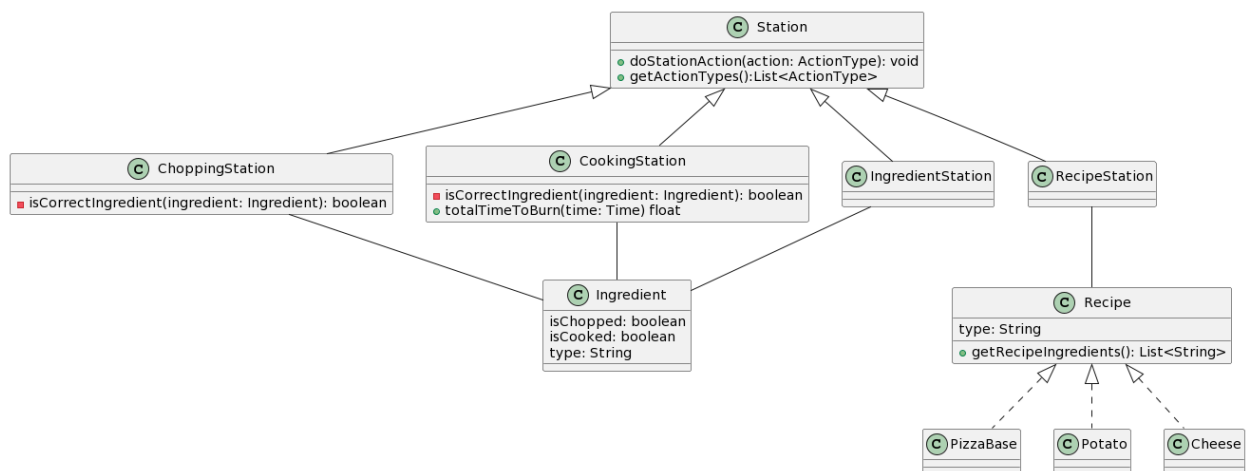 C Station
doStationAction(action: ActionType): void
getActionTypes():List<ActionType>
C ChoppingStation
isCorrectIngredient(ingredient: Ingredient): boolean
C CookingStation
isCorrectIngredient(ingredient: Ingredient): boolean
totalTimeToBurn(time: Time) float
C IngredientStation
C RecipeStation
C Ingredient
isChopped: boolean
isCooked: boolean
type: String
C Recipe
type: String
getRecipeIngredients(): List<String>
C PizzaBase
C Potato
C Cheese